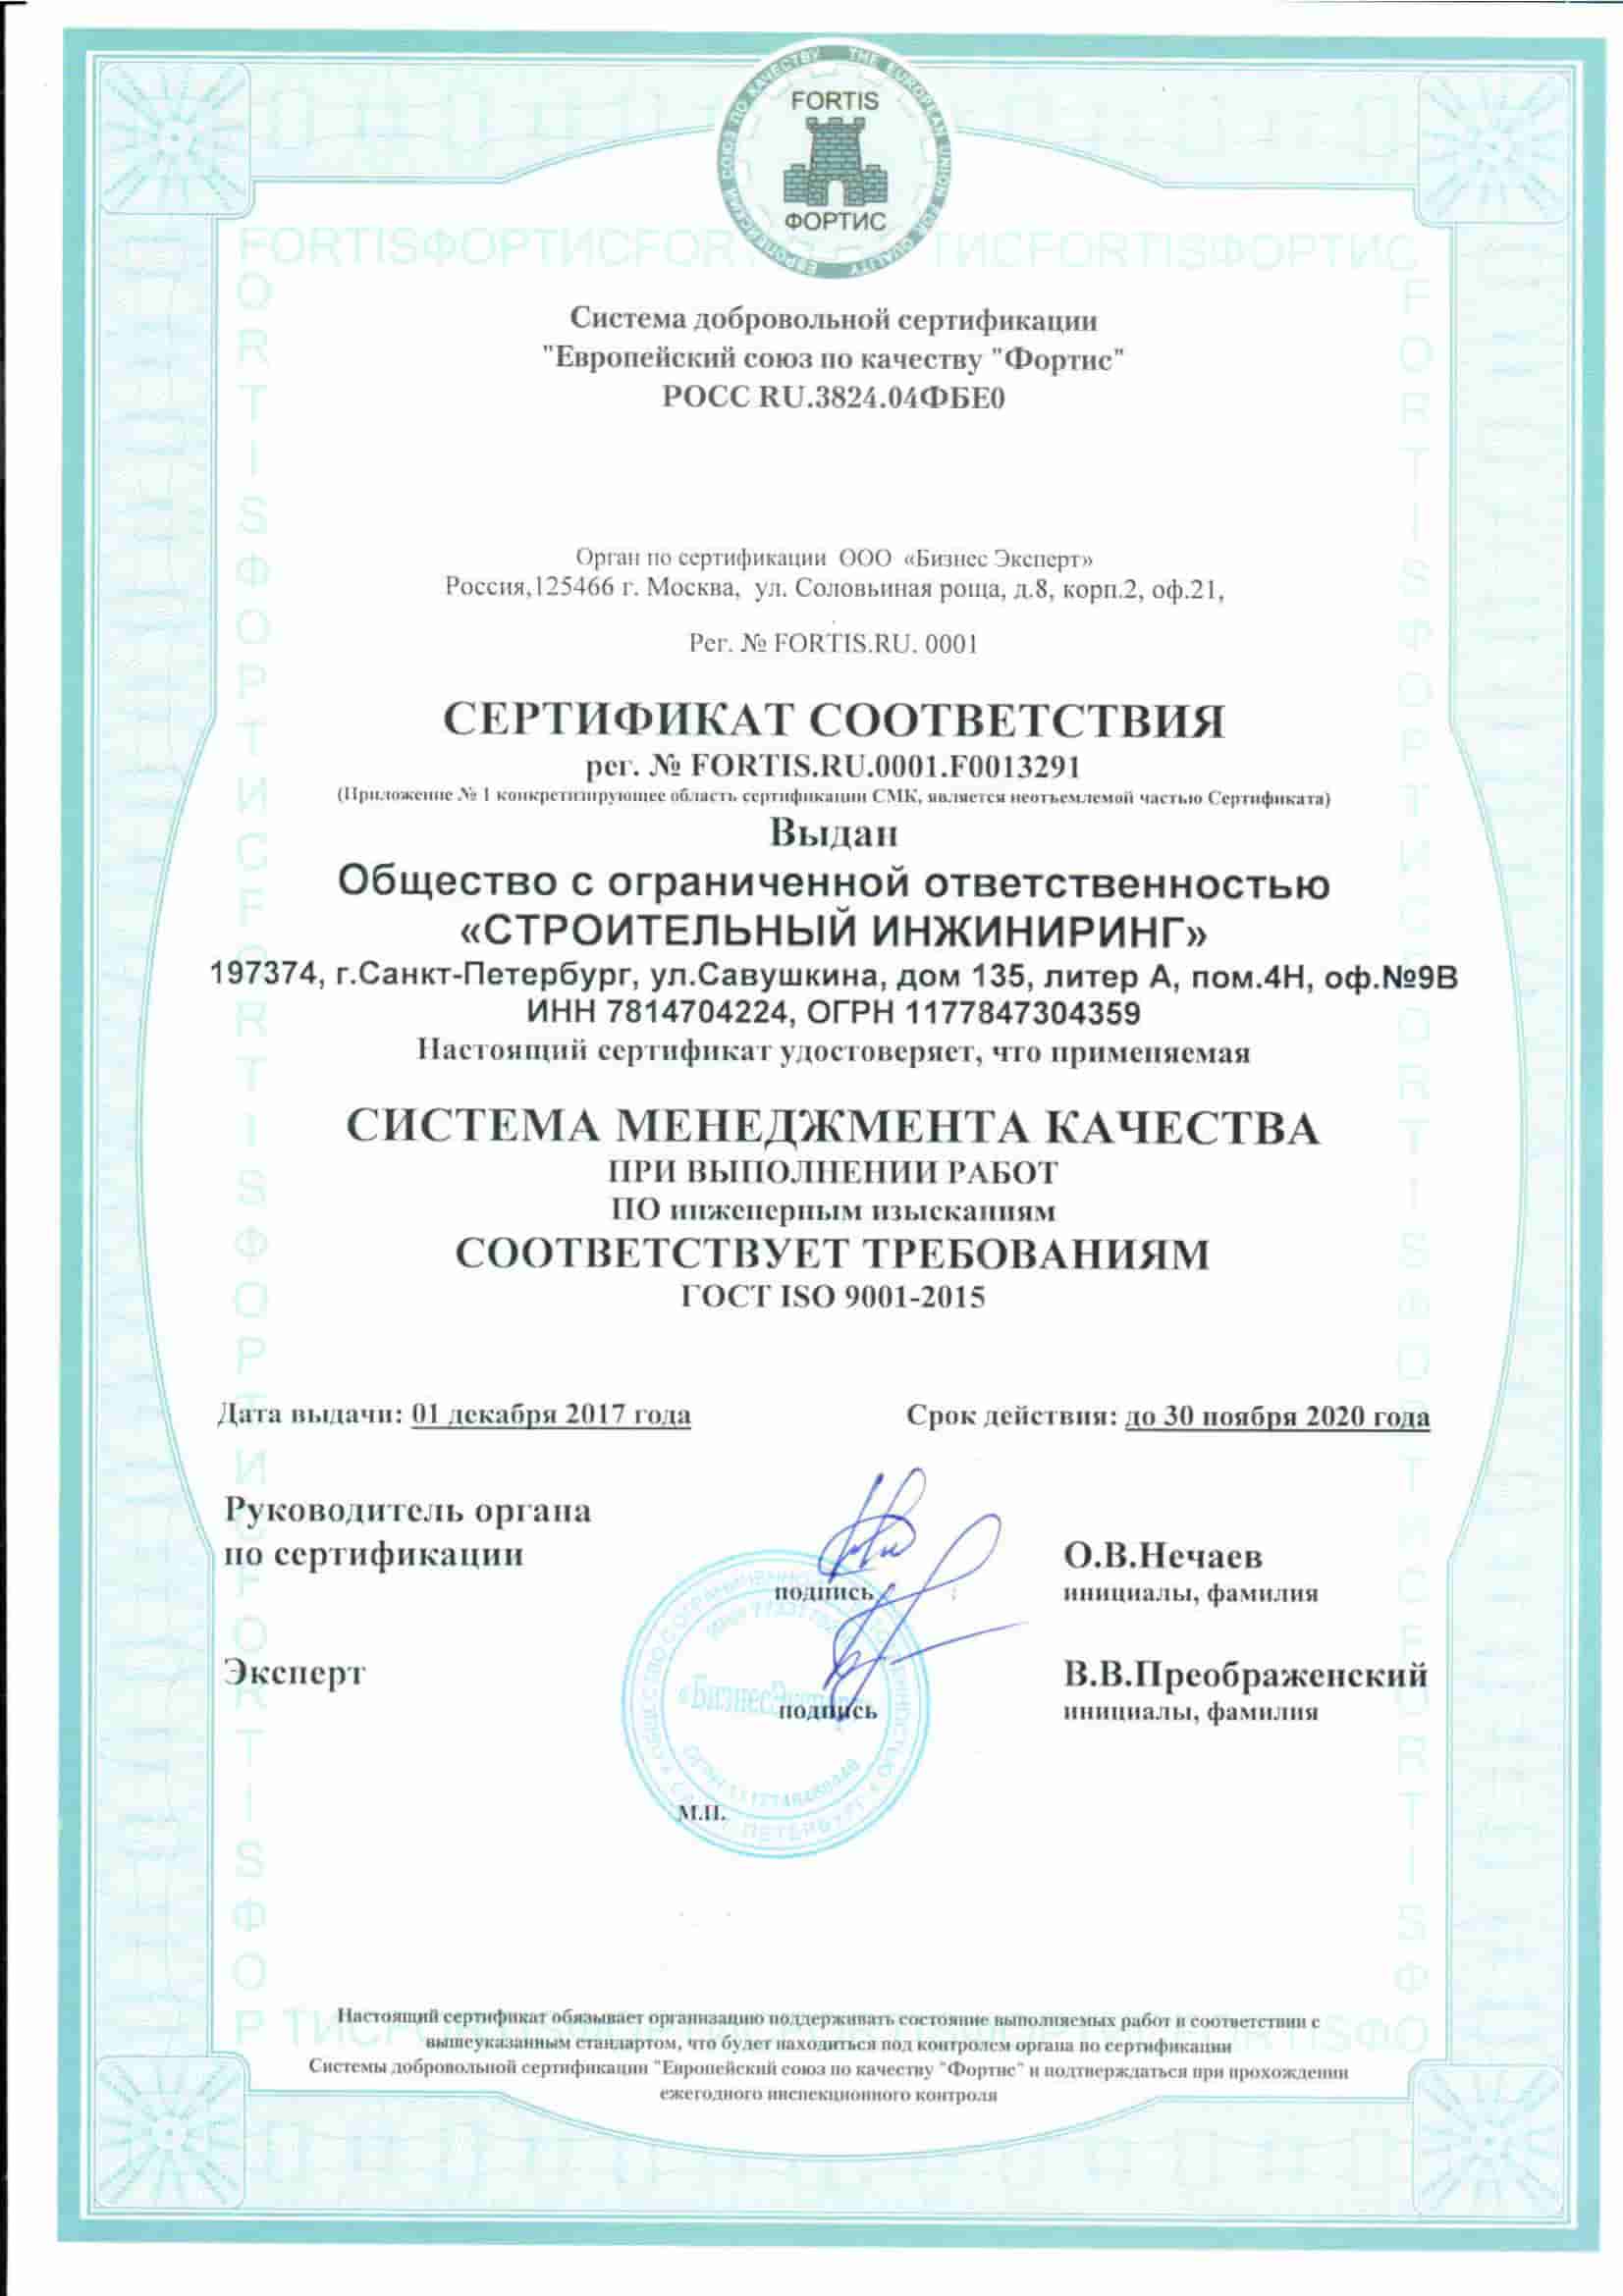 FORTIS
ФОРТИС
ЕВРОПЕЙСКИЙ СОЮЗ ПО КАЧЕСТВУ THE EUROPEAN UNION FOR QUALITY
FORTISФОРТИСFOR ТИСFORTISФОРТИС
Система добровольной сертификации
"Европейский союз по качеству "Фортис"
РОСС RU.3824.04ФБЕ0
Орган по сертификации ООО «Бизнес Эксперт»
Россия,125466 г. Москва, ул. Соловьиная роща, д.8, корп.2, оф.21,
Рег. № FORTIS.RU. 0001
СЕРТИФИКАТ СООТВЕТСТВИЯ
рег. № FORTIS.RU.0001.F0013291
(Приложение № 1 конкретизирующее область сертификации СМК, является неотъемлемой частью Сертификата)
Выдан
Общество с ограниченной ответственностью
«СТРОИТЕЛЬНЫЙ ИНЖИНИРИНГ»
197374, г.Санкт-Петербург, ул.Савушкина, дом 135, литер А, пом.4Н, оф.№9В
ИНН 7814704224, ОГРН 1177847304359
Настоящий сертификат удостоверяет, что применяемая
СИСТЕМА МЕНЕДЖМЕНТА КАЧЕСТВА
ПРИ ВЫПОЛНЕНИИ РАБОТ
ПО инженерным изысканиям
СООТВЕТСТВУЕТ ТРЕБОВАНИЯМ
ГОСТ ISO 9001-2015
Дата выдачи: 01 декабря 2017 года Срок действия: до 30 ноября 2020 года
Руководитель органа
по сертификации О.В.Нечаев
подпись инициалы, фамилия
Эксперт В.В.Преображенский
подпись инициалы, фамилия
«БизнесЭксперт»
М.П.
Настоящий сертификат обязывает организацию поддерживать состояние выполняемых работ в соответствии с
вышеуказанным стандартом, что будет находиться под контролем органа по сертификации
Системы добровольной сертификации "Европейский союз по качеству "Фортис" и подтверждаться при прохождении
ежегодного инспекционного контроля